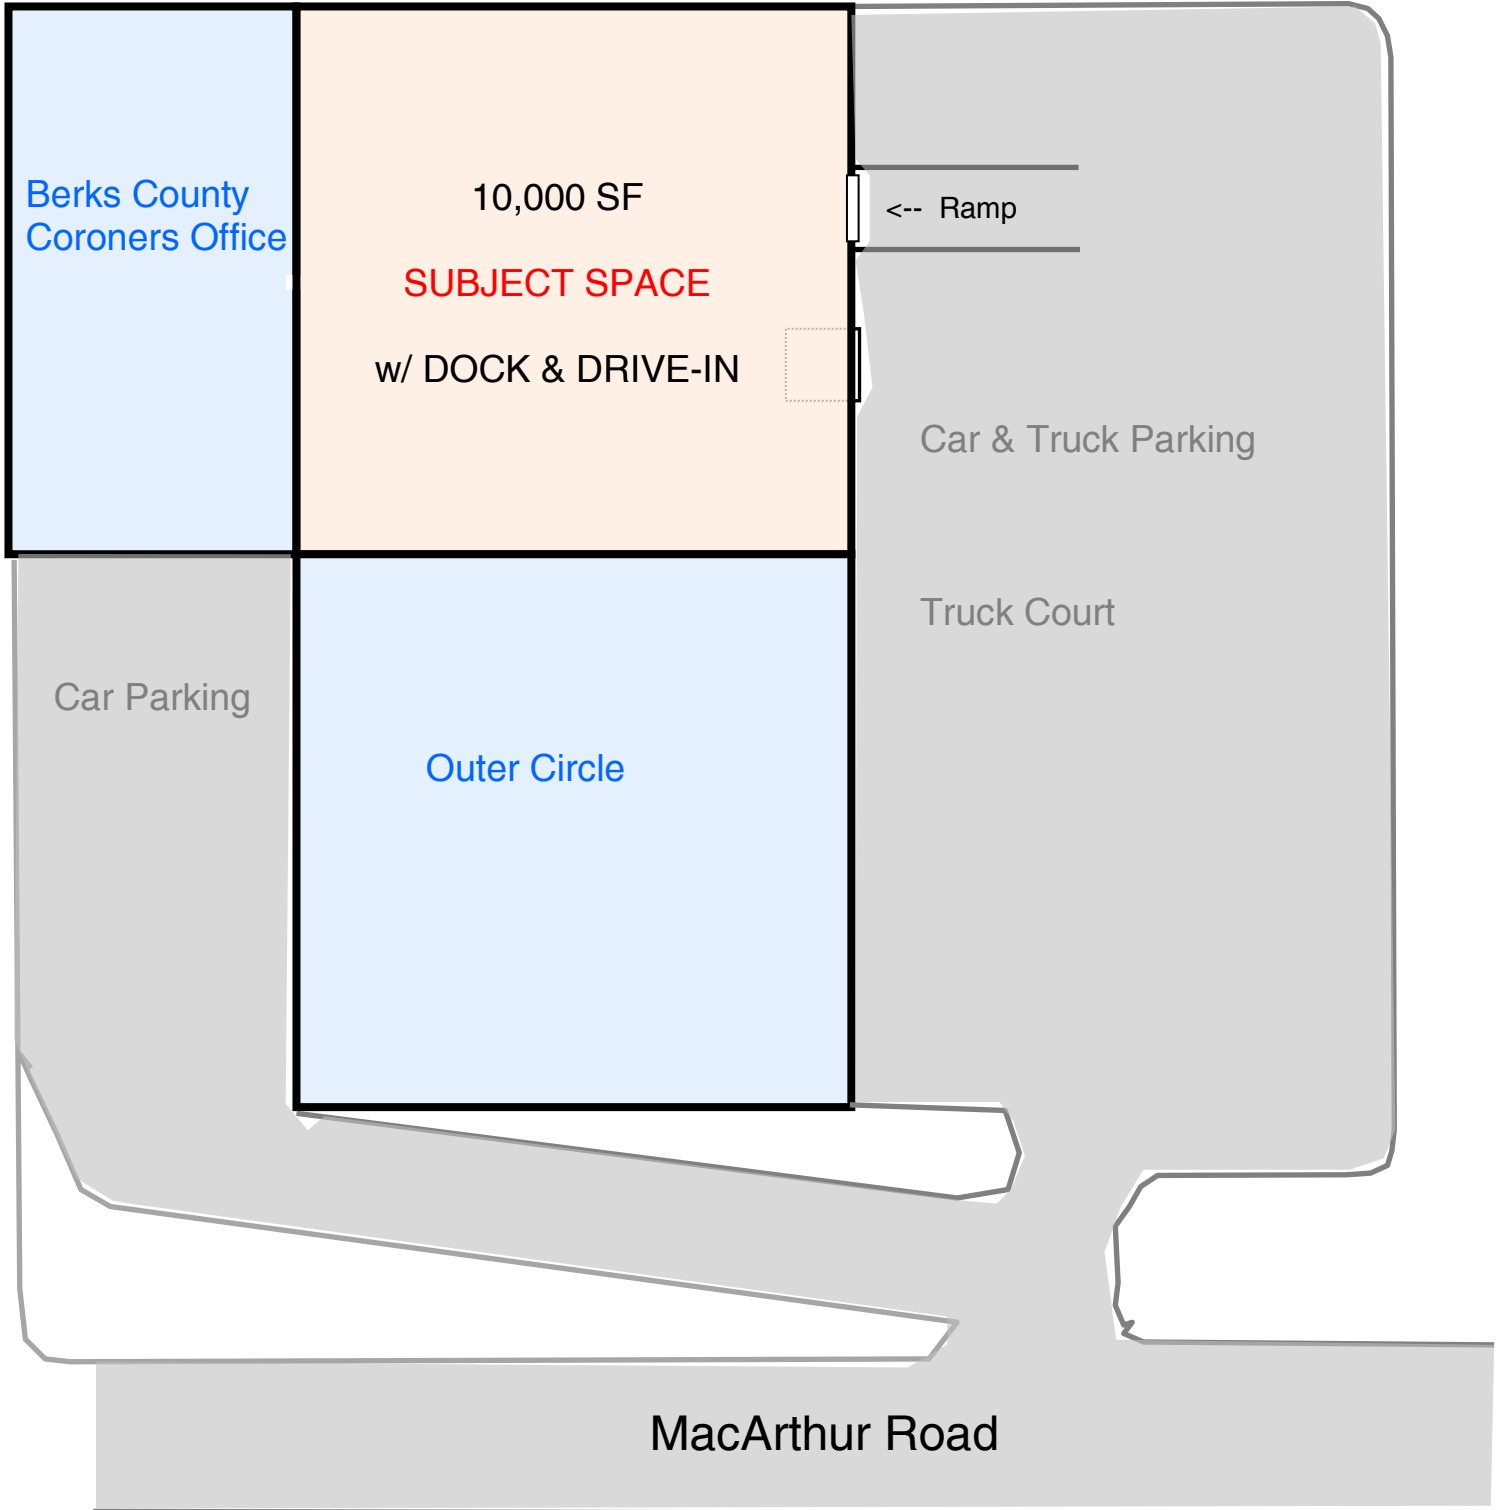 Berks County
Coroners Office
10,000 SF
SUBJECT SPACE
w/ DOCK & DRIVE-IN
<-- Ramp
Car & Truck Parking
Truck Court
Car Parking
Outer Circle
MacArthur Road